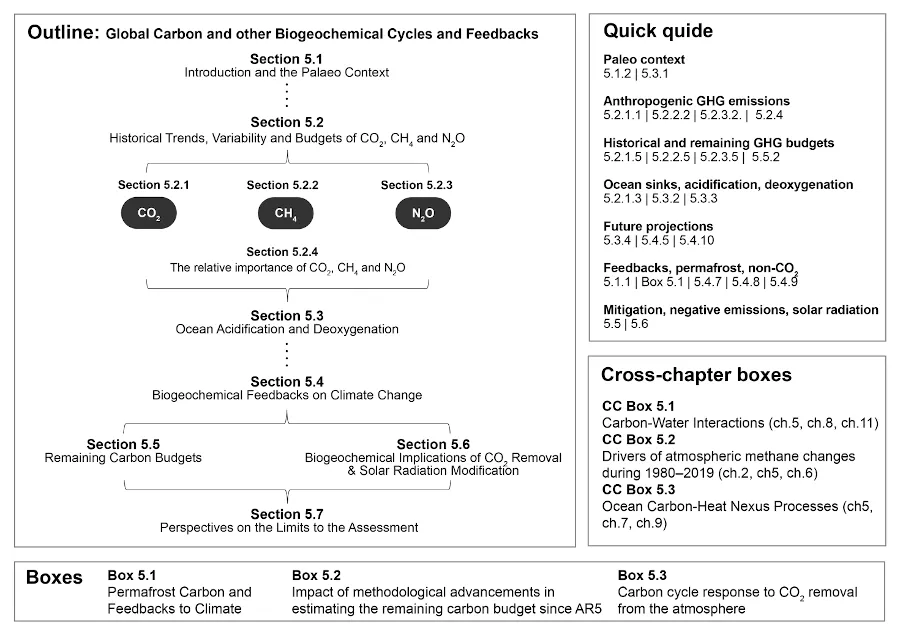 Outline: Global Carbon and other Biogeochemical Cycles and Feedbacks
Section 5.1
Introduction and the Palaeo Context
Section 5.2
Historical Trends, Variability and Budgets of CO₂, CH₄ and N₂O
Section 5.2.1
Section 5.2.2
Section 5.2.3
CO₂
CH₄
N₂O
Section 5.2.4
The relative importance of CO₂, CH₄ and N₂O
Section 5.3
Ocean Acidification and Deoxygenation
Section 5.4
Biogeochemical Feedbacks on Climate Change
Section 5.5
Remaining Carbon Budgets
Section 5.6
Biogeochemical Implications of CO₂ Removal
& Solar Radiation Modification
Section 5.7
Perspectives on the Limits to the Assessment
Quick quide
Paleo context
5.1.2 | 5.3.1
Anthropogenic GHG emissions
5.2.1.1 | 5.2.2.2 | 5.2.3.2. | 5.2.4
Historical and remaining GHG budgets
5.2.1.5 | 5.2.2.5 | 5.2.3.5 | 5.5.2
Ocean sinks, acidification, deoxygenation
5.2.1.3 | 5.3.2 | 5.3.3
Future projections
5.3.4 | 5.4.5 | 5.4.10
Feedbacks, permafrost, non-CO₂
5.1.1 | Box 5.1 | 5.4.7 | 5.4.8 | 5.4.9
Mitigation, negative emissions, solar radiation
5.5 | 5.6
Cross-chapter boxes
CC Box 5.1
Carbon-Water Interactions (ch.5, ch.8, ch.11)
CC Box 5.2
Drivers of atmospheric methane changes
during 1980–2019 (ch.2, ch5, ch.6)
CC Box 5.3
Ocean Carbon-Heat Nexus Processes (ch5,
ch.7, ch.9)
Boxes
Box 5.1
Permafrost Carbon and
Feedbacks to Climate
Box 5.2
Impact of methodological advancements in
estimating the remaining carbon budget since AR5
Box 5.3
Carbon cycle response to CO₂ removal
from the atmosphere